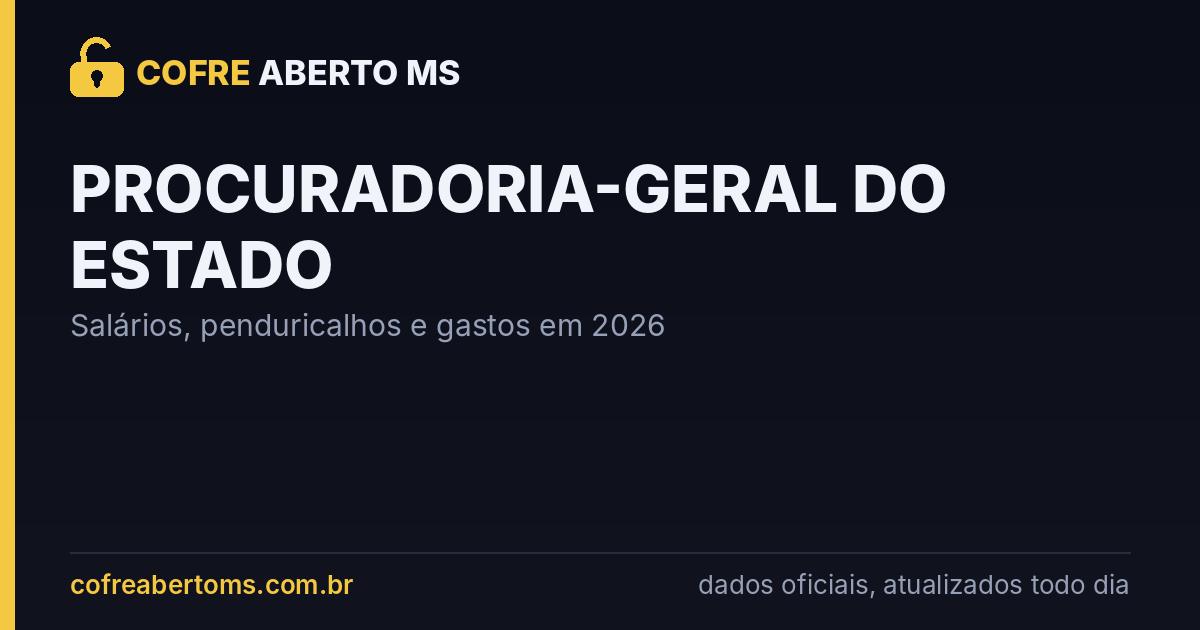 COFRE ABERTO MS
PROCURADORIA-GERAL DO
ESTADO
Salários, penduricalhos e gastos em 2026
cofreabertoms.com.br
dados oficiais, atualizados todo dia